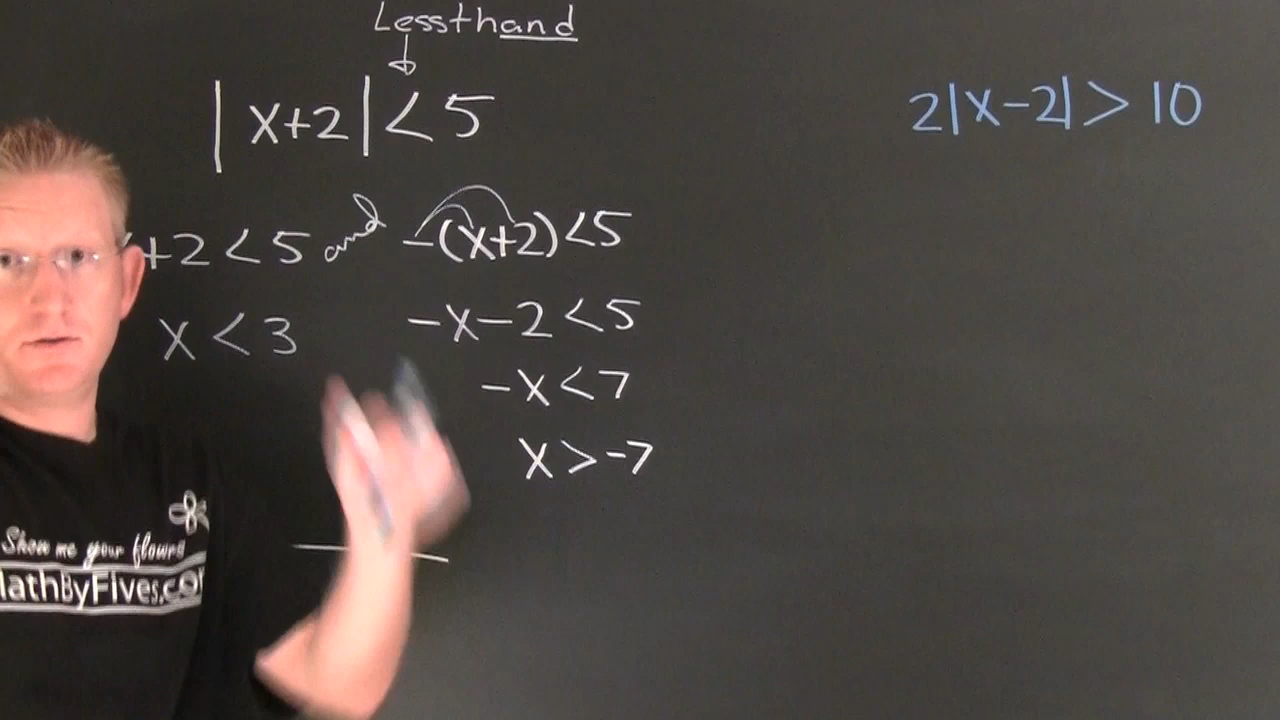 Lessthand
|x+2| < 5
+2 < 5 and -(x+2) < 5
x < 3
-x-2 < 5
-x < 7
x > -7
2|x-2| > 10
Show me your flowers
MathByFives.co